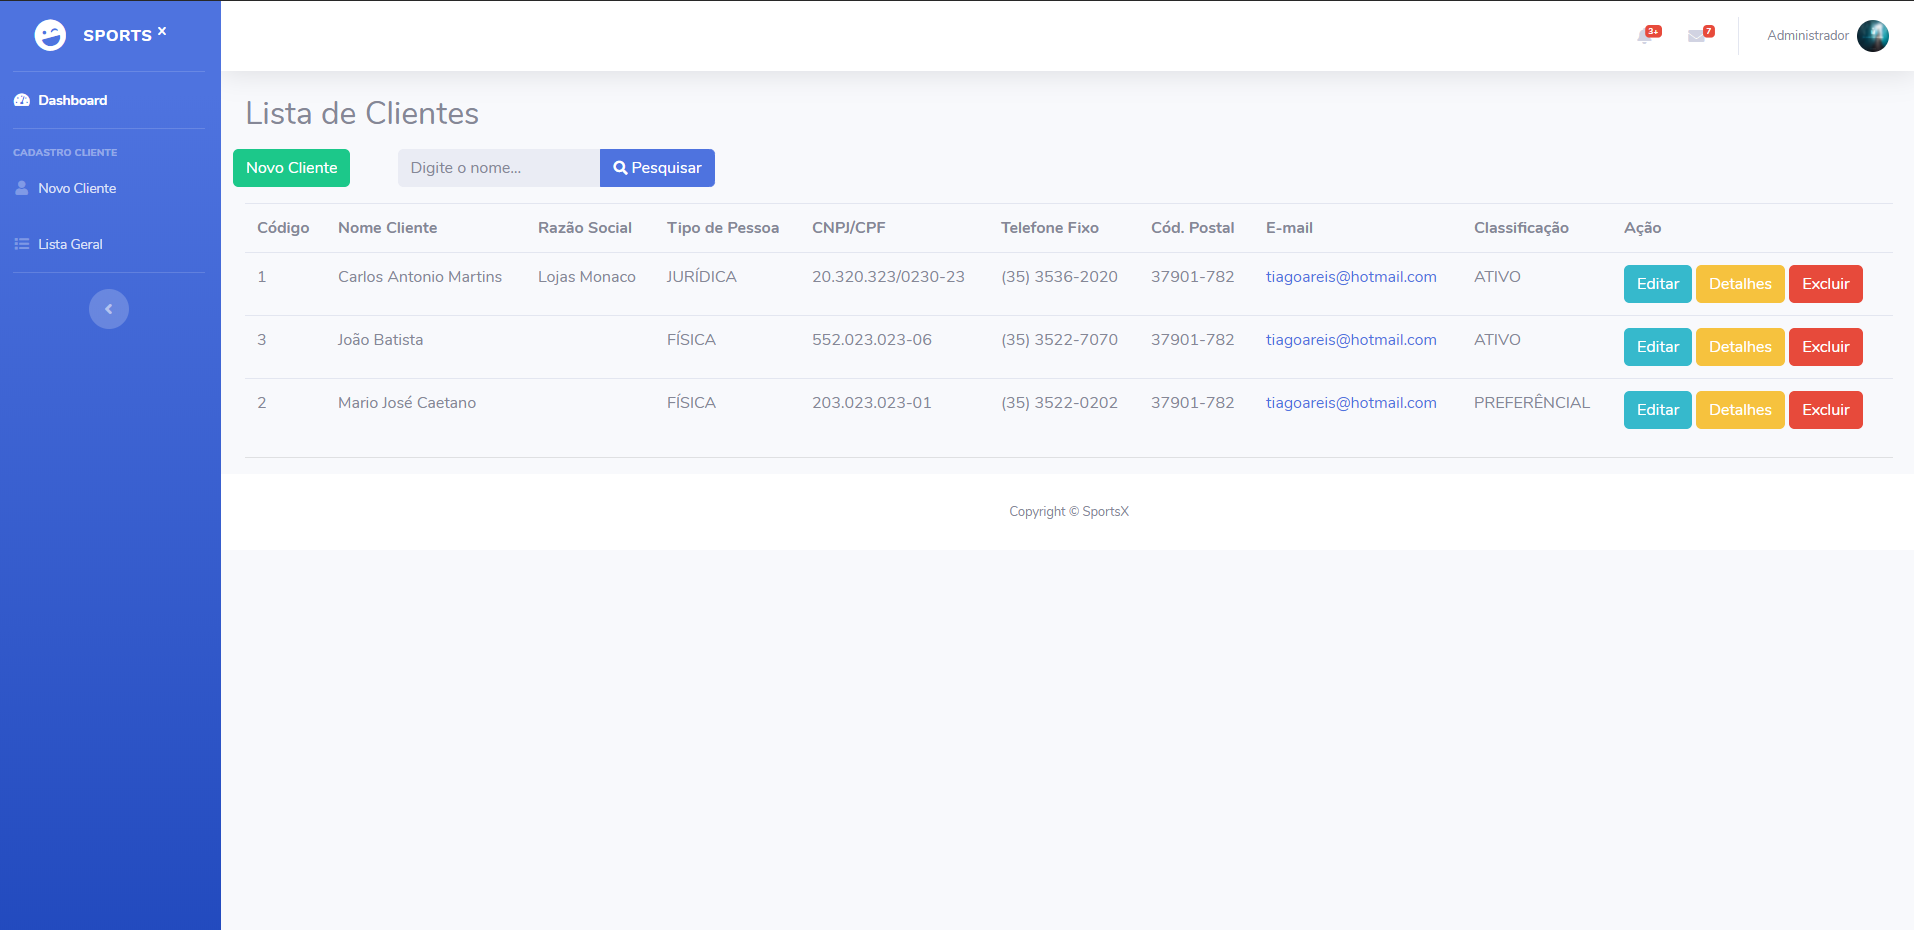 SPORTS X
3+
7
Administrador
Dashboard
CADASTRO CLIENTE
Novo Cliente
Lista Geral
Lista de Clientes
Novo Cliente
Digite o nome...
Pesquisar
Código Nome Cliente Razão Social Tipo de Pessoa CNPJ/CPF Telefone Fixo Cód. Postal E-mail Classificação Ação
1 Carlos Antonio Martins Lojas Monaco JURÍDICA 20.320.323/0230-23 (35) 3536-2020 37901-782 tiagoareis@hotmail.com ATIVO Editar Detalhes Excluir
3 João Batista FÍSICA 552.023.023-06 (35) 3522-7070 37901-782 tiagoareis@hotmail.com ATIVO Editar Detalhes Excluir
2 Mario José Caetano FÍSICA 203.023.023-01 (35) 3522-0202 37901-782 tiagoareis@hotmail.com PREFERÊNCIAL Editar Detalhes Excluir
Copyright © SportsX